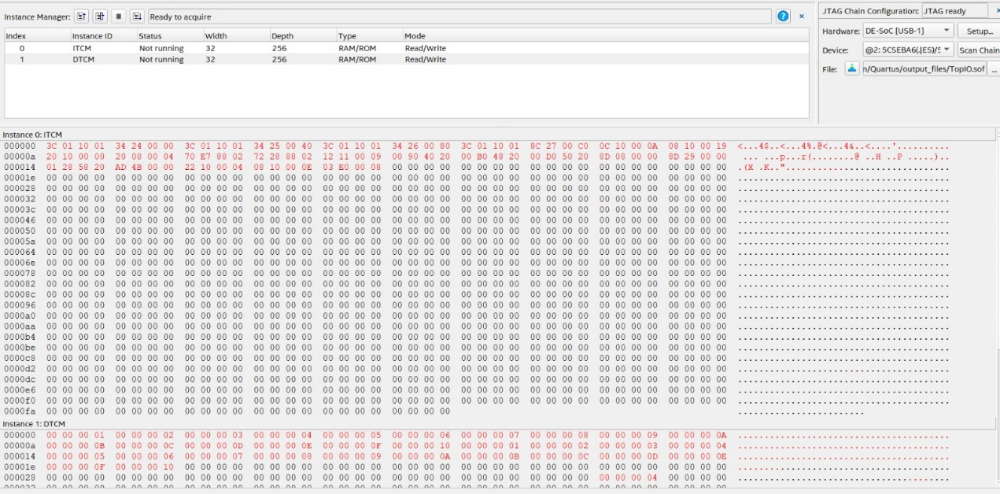 Instance Manager: Ready to acquire
JTAG Chain Configuration: JTAG ready
Index Instance ID Status Width Depth Type Mode
0 ITCM Not running 32 256 RAM/ROM Read/Write
1 DTCM Not running 32 256 RAM/ROM Read/Write
Hardware: DE-SoC [USB-1] Setup...
Device: @2: 5CSEBA6(.|ES)/5 Scan Chain
File: n/Quartus/output_files/TopIO.sof ...
Instance 0: ITCM
000000 3C 01 10 01 34 24 00 00 3C 01 10 01 34 25 00 40 3C 01 10 01 34 26 00 80 3C 01 10 01 8C 27 00 C0 0C 10 00 0A 08 10 00 19 <...4$..<...4%.@<...4&..<....'..........
00000a 20 10 00 00 20 08 00 04 70 E7 88 02 72 28 88 02 12 11 00 09 00 90 40 20 00 B0 48 20 00 D0 50 20 8D 08 00 00 8D 29 00 00 ... ...p...r(........@ ..H ..P .....)..
000014 01 28 58 20 AD 4B 00 00 22 10 00 04 08 10 00 0E 03 E0 00 08 00 00 00 00 00 00 00 00 00 00 00 00 00 00 00 00 00 00 00 00 .(X .K.."...............................
00001e 00 00 00 00 00 00 00 00 00 00 00 00 00 00 00 00 00 00 00 00 00 00 00 00 00 00 00 00 00 00 00 00 00 00 00 00 00 00 00 00 ........................................
000028 00 00 00 00 00 00 00 00 00 00 00 00 00 00 00 00 00 00 00 00 00 00 00 00 00 00 00 00 00 00 00 00 00 00 00 00 00 00 00 00 ........................................
000032 00 00 00 00 00 00 00 00 00 00 00 00 00 00 00 00 00 00 00 00 00 00 00 00 00 00 00 00 00 00 00 00 00 00 00 00 00 00 00 00 ........................................
00003c 00 00 00 00 00 00 00 00 00 00 00 00 00 00 00 00 00 00 00 00 00 00 00 00 00 00 00 00 00 00 00 00 00 00 00 00 00 00 00 00 ........................................
000046 00 00 00 00 00 00 00 00 00 00 00 00 00 00 00 00 00 00 00 00 00 00 00 00 00 00 00 00 00 00 00 00 00 00 00 00 00 00 00 00 ........................................
000050 00 00 00 00 00 00 00 00 00 00 00 00 00 00 00 00 00 00 00 00 00 00 00 00 00 00 00 00 00 00 00 00 00 00 00 00 00 00 00 00 ........................................
00005a 00 00 00 00 00 00 00 00 00 00 00 00 00 00 00 00 00 00 00 00 00 00 00 00 00 00 00 00 00 00 00 00 00 00 00 00 00 00 00 00 ........................................
000064 00 00 00 00 00 00 00 00 00 00 00 00 00 00 00 00 00 00 00 00 00 00 00 00 00 00 00 00 00 00 00 00 00 00 00 00 00 00 00 00 ........................................
00006e 00 00 00 00 00 00 00 00 00 00 00 00 00 00 00 00 00 00 00 00 00 00 00 00 00 00 00 00 00 00 00 00 00 00 00 00 00 00 00 00 ........................................
000078 00 00 00 00 00 00 00 00 00 00 00 00 00 00 00 00 00 00 00 00 00 00 00 00 00 00 00 00 00 00 00 00 00 00 00 00 00 00 00 00 ........................................
000082 00 00 00 00 00 00 00 00 00 00 00 00 00 00 00 00 00 00 00 00 00 00 00 00 00 00 00 00 00 00 00 00 00 00 00 00 00 00 00 00 ........................................
00008c 00 00 00 00 00 00 00 00 00 00 00 00 00 00 00 00 00 00 00 00 00 00 00 00 00 00 00 00 00 00 00 00 00 00 00 00 00 00 00 00 ........................................
000096 00 00 00 00 00 00 00 00 00 00 00 00 00 00 00 00 00 00 00 00 00 00 00 00 00 00 00 00 00 00 00 00 00 00 00 00 00 00 00 00 ........................................
0000a0 00 00 00 00 00 00 00 00 00 00 00 00 00 00 00 00 00 00 00 00 00 00 00 00 00 00 00 00 00 00 00 00 00 00 00 00 00 00 00 00 ........................................
0000aa 00 00 00 00 00 00 00 00 00 00 00 00 00 00 00 00 00 00 00 00 00 00 00 00 00 00 00 00 00 00 00 00 00 00 00 00 00 00 00 00 ........................................
0000b4 00 00 00 00 00 00 00 00 00 00 00 00 00 00 00 00 00 00 00 00 00 00 00 00 00 00 00 00 00 00 00 00 00 00 00 00 00 00 00 00 ........................................
0000be 00 00 00 00 00 00 00 00 00 00 00 00 00 00 00 00 00 00 00 00 00 00 00 00 00 00 00 00 00 00 00 00 00 00 00 00 00 00 00 00 ........................................
0000c8 00 00 00 00 00 00 00 00 00 00 00 00 00 00 00 00 00 00 00 00 00 00 00 00 00 00 00 00 00 00 00 00 00 00 00 00 00 00 00 00 ........................................
0000d2 00 00 00 00 00 00 00 00 00 00 00 00 00 00 00 00 00 00 00 00 00 00 00 00 00 00 00 00 00 00 00 00 00 00 00 00 00 00 00 00 ........................................
0000dc 00 00 00 00 00 00 00 00 00 00 00 00 00 00 00 00 00 00 00 00 00 00 00 00 00 00 00 00 00 00 00 00 00 00 00 00 00 00 00 00 ........................................
0000e6 00 00 00 00 00 00 00 00 00 00 00 00 00 00 00 00 00 00 00 00 00 00 00 00 00 00 00 00 00 00 00 00 00 00 00 00 00 00 00 00 ........................................
0000f0 00 00 00 00 00 00 00 00 00 00 00 00 00 00 00 00 00 00 00 00 00 00 00 00 00 00 00 00 00 00 00 00 00 00 00 00 00 00 00 00 ........................................
0000fa 00 00 00 00 00 00 00 00 00 00 00 00 00 00 00 00 00 00 00 00 00 00 00 00 ........................
Instance 1: DTCM
000000 00 00 00 01 00 00 00 02 00 00 00 03 00 00 00 04 00 00 00 05 00 00 00 06 00 00 00 07 00 00 00 08 00 00 00 09 00 00 00 0A ........................................
00000a 00 00 00 0B 00 00 00 0C 00 00 00 0D 00 00 00 0E 00 00 00 0F 00 00 00 10 00 00 00 01 00 00 00 02 00 00 00 03 00 00 00 04 ........................................
000014 00 00 00 05 00 00 00 06 00 00 00 07 00 00 00 08 00 00 00 09 00 00 00 0A 00 00 00 0B 00 00 00 0C 00 00 00 0D 00 00 00 0E ........................................
00001e 00 00 00 0F 00 00 00 10 00 00 00 00 00 00 00 00 00 00 00 00 00 00 00 00 00 00 00 00 00 00 00 00 00 00 00 00 00 00 00 00 ........................................
000028 00 00 00 00 00 00 00 00 00 00 00 00 00 00 00 00 00 00 00 00 00 00 00 00 00 00 00 00 00 00 00 00 00 00 00 04 00 00 00 00 ........................................